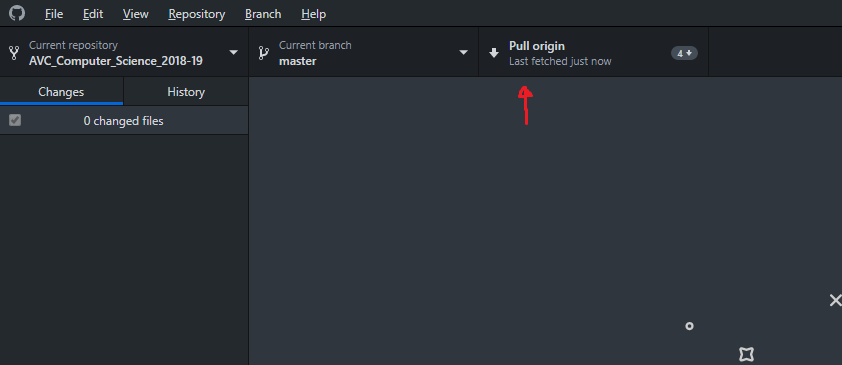 File Edit View Repository Branch Help
Current repository
AVC_Computer_Science_2018-19
Current branch
master
Pull origin
Last fetched just now
4
Changes
History
0 changed files